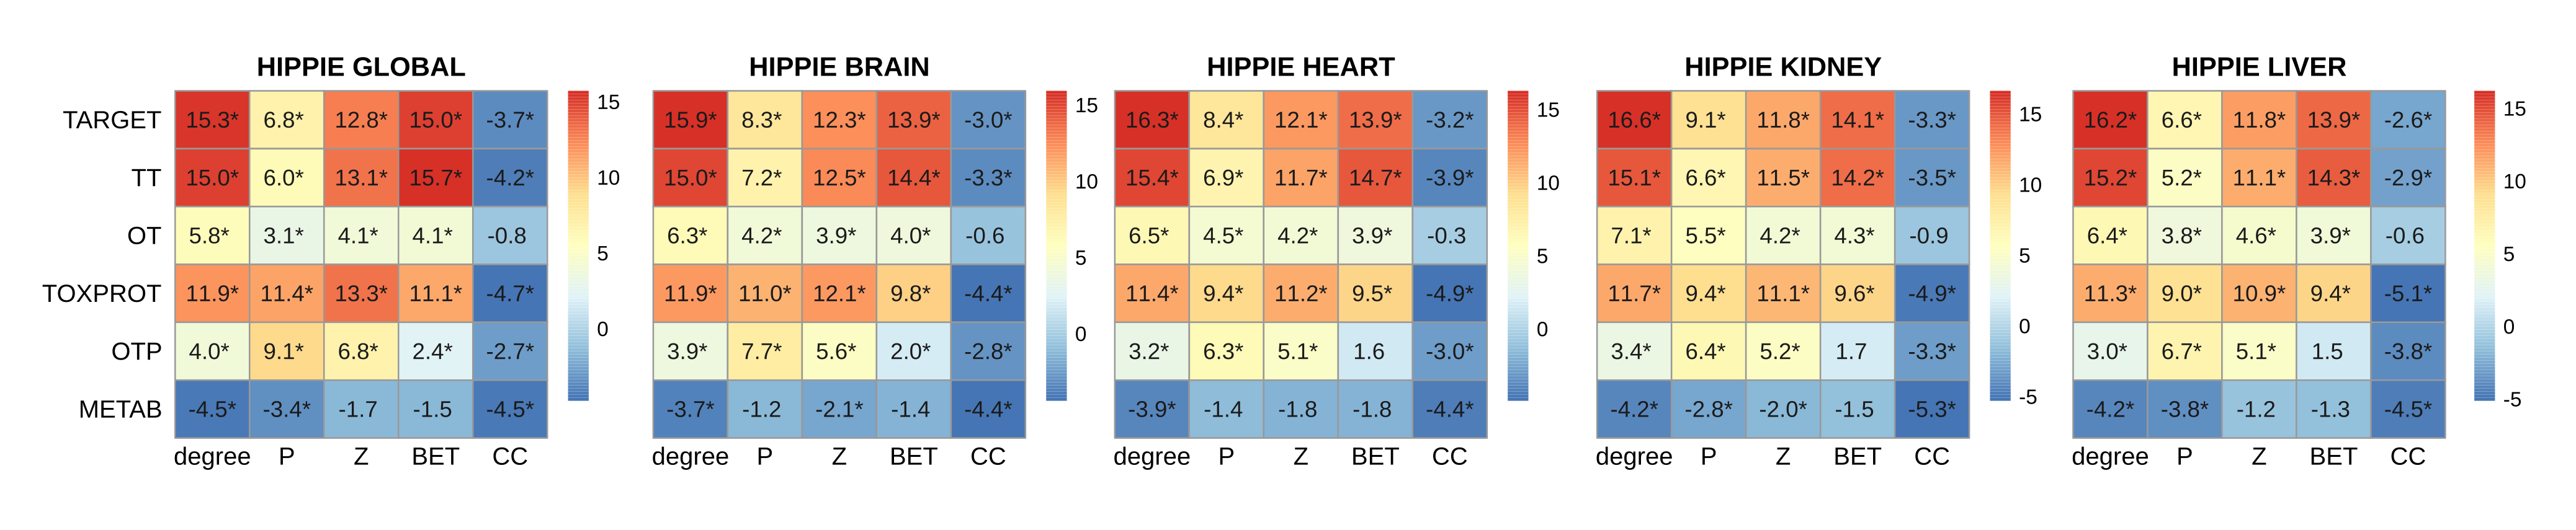 HIPPIE GLOBAL HIPPIE BRAIN HIPPIE HEART HIPPIE KIDNEY HIPPIE LIVER
TARGET 15.3* 6.8* 12.8* 15.0* -3.7* 15.9* 8.3* 12.3* 13.9* -3.0* 16.3* 8.4* 12.1* 13.9* -3.2* 16.6* 9.1* 11.8* 14.1* -3.3* 16.2* 6.6* 11.8* 13.9* -2.6*
TT 15.0* 6.0* 13.1* 15.7* -4.2* 15.0* 7.2* 12.5* 14.4* -3.3* 15.4* 6.9* 11.7* 14.7* -3.9* 15.1* 6.6* 11.5* 14.2* -3.5* 15.2* 5.2* 11.1* 14.3* -2.9*
OT 5.8* 3.1* 4.1* 4.1* -0.8 6.3* 4.2* 3.9* 4.0* -0.6 6.5* 4.5* 4.2* 3.9* -0.3 7.1* 5.5* 4.2* 4.3* -0.9 6.4* 3.8* 4.6* 3.9* -0.6
TOXPROT 11.9* 11.4* 13.3* 11.1* -4.7* 11.9* 11.0* 12.1* 9.8* -4.4* 11.4* 9.4* 11.2* 9.5* -4.9* 11.7* 9.4* 11.1* 9.6* -4.9* 11.3* 9.0* 10.9* 9.4* -5.1*
OTP 4.0* 9.1* 6.8* 2.4* -2.7* 3.9* 7.7* 5.6* 2.0* -2.8* 3.2* 6.3* 5.1* 1.6 -3.0* 3.4* 6.4* 5.2* 1.7 -3.3* 3.0* 6.7* 5.1* 1.5 -3.8*
METAB -4.5* -3.4* -1.7 -1.5 -4.5* -3.7* -1.2 -2.1* -1.4 -4.4* -3.9* -1.4 -1.8 -1.8 -4.4* -4.2* -2.8* -2.0* -1.5 -5.3* -4.2* -3.8* -1.2 -1.3 -4.5*
degree P Z BET CC degree P Z BET CC degree P Z BET CC degree P Z BET CC degree P Z BET CC
15 15 15 15 15
10 10 10 10 10
5 5 5 5 5
0 0 0 0 0
-5 -5